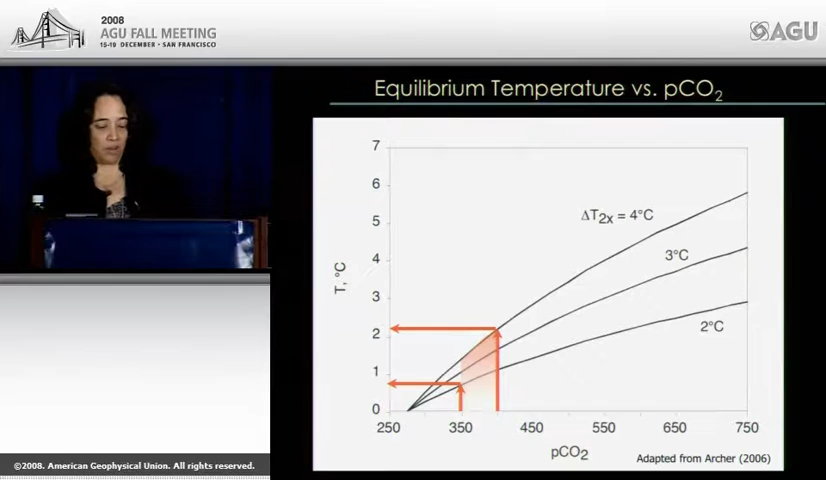 2008
AGU FALL MEETING
15-19 DECEMBER • SAN FRANCISCO
AGU
Equilibrium Temperature vs. pCO2
7
6
5
4
3
2
1
0
T, °C
ΔT2x = 4°C
3°C
2°C
250 350 450 550 650 750
pCO2
Adapted from Archer (2006)
©2008. American Geophysical Union. All rights reserved.